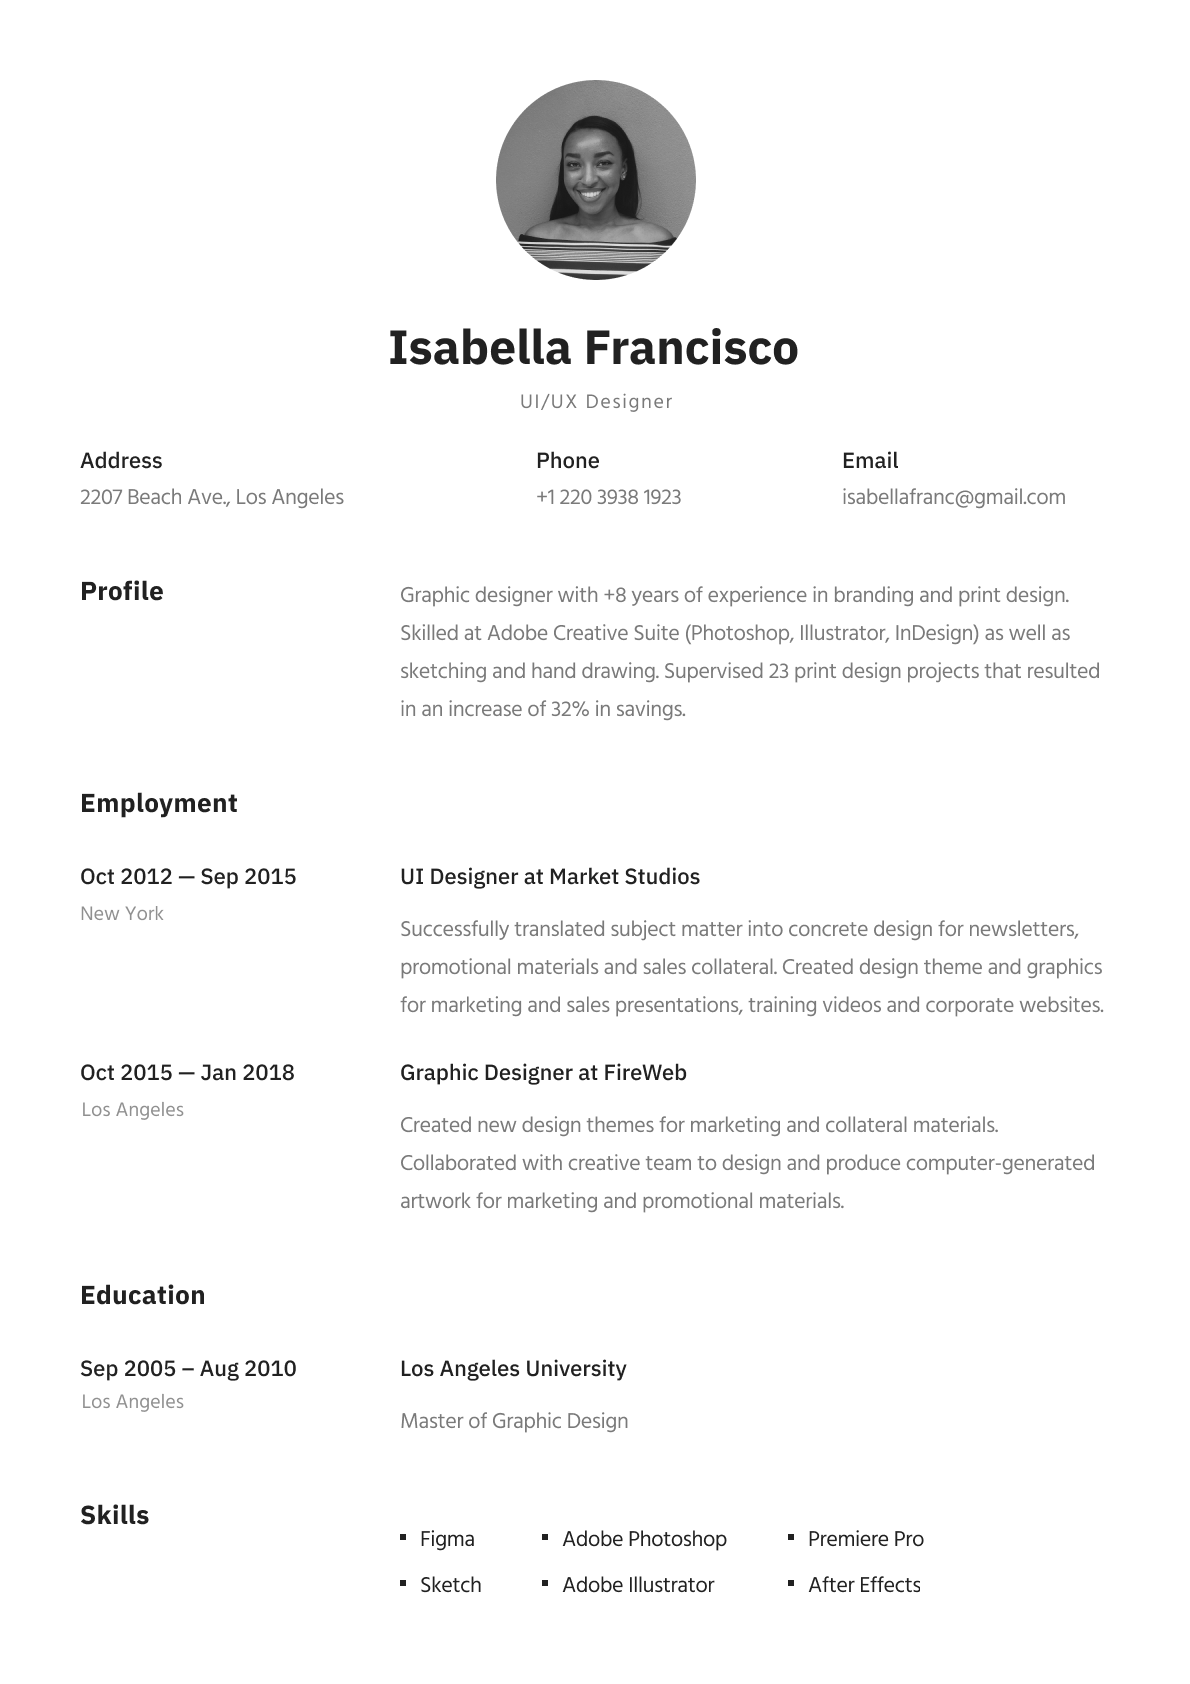 Isabella Francisco
UI/UX Designer
Address
2207 Beach Ave., Los Angeles
Phone
+1 220 3938 1923
Email
isabellafranc@gmail.com
Profile
Graphic designer with +8 years of experience in branding and print design.
Skilled at Adobe Creative Suite (Photoshop, Illustrator, InDesign) as well as
sketching and hand drawing. Supervised 23 print design projects that resulted
in an increase of 32% in savings.
Employment
Oct 2012 — Sep 2015
New York
UI Designer at Market Studios
Successfully translated subject matter into concrete design for newsletters,
promotional materials and sales collateral. Created design theme and graphics
for marketing and sales presentations, training videos and corporate websites.
Oct 2015 — Jan 2018
Los Angeles
Graphic Designer at FireWeb
Created new design themes for marketing and collateral materials.
Collaborated with creative team to design and produce computer-generated
artwork for marketing and promotional materials.
Education
Sep 2005 – Aug 2010
Los Angeles
Los Angeles University
Master of Graphic Design
Skills
▪ Figma
▪ Sketch
▪ Adobe Photoshop
▪ Adobe Illustrator
▪ Premiere Pro
▪ After Effects